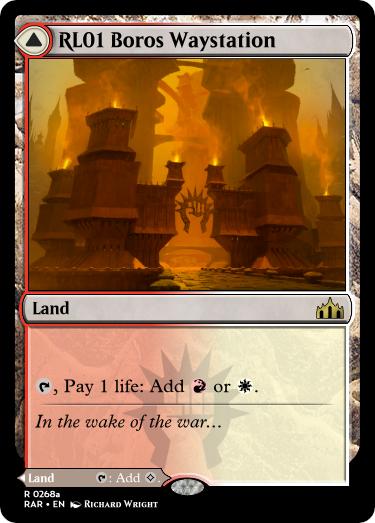 RL01 Boros Waystation
Land
, Pay 1 life: Add or .
In the wake of the war…
Land : Add .
R 0268a
RAR • EN Richard Wright